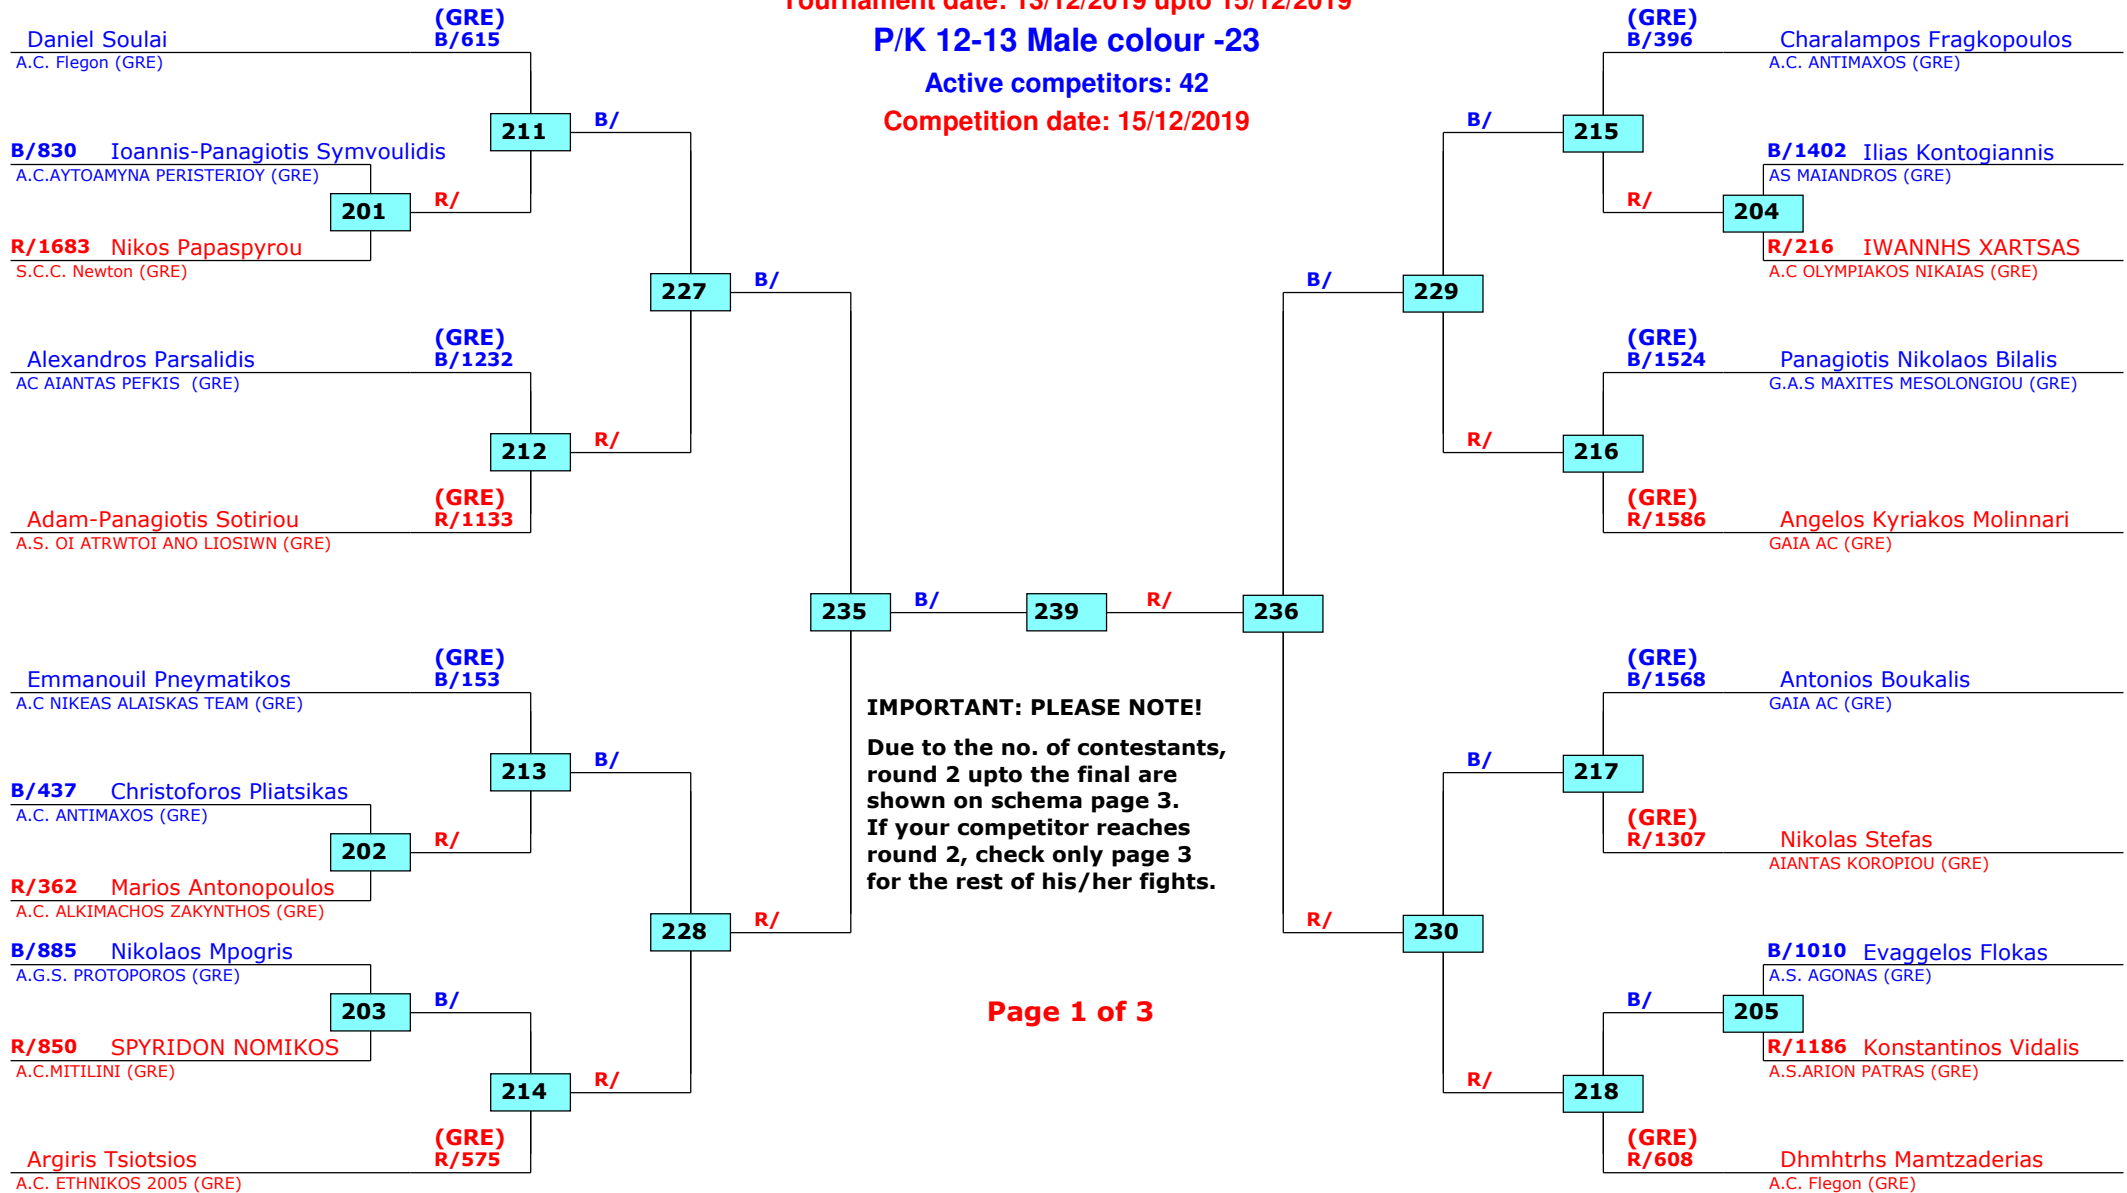 Tournament date: 13/12/2019 upto 15/12/2019
P/K 12-13 Male colour -23
Active competitors: 42
Competition date: 15/12/2019
(GRE)
Daniel Soulai B/615
A.C. Flegon (GRE)
211 B/
B/830 Ioannis-Panagiotis Symvoulidis
A.C.AYTOAMYNA PERISTERIOY (GRE)
201 R/
R/1683 Nikos Papaspyrou
S.C.C. Newton (GRE)
227 B/
(GRE)
Alexandros Parsalidis B/1232
AC AIANTAS PEFKIS (GRE)
212 R/
(GRE)
Adam-Panagiotis Sotiriou R/1133
A.S. OI ATRWTOI ANO LIOSIWN (GRE)
235 B/ 239 R/ 236
(GRE)
Emmanouil Pneymatikos B/153
A.C NIKEAS ALAISKAS TEAM (GRE)
213 B/
B/437 Christoforos Pliatsikas
A.C. ANTIMAXOS (GRE)
202 R/
R/362 Marios Antonopoulos
A.C. ALKIMACHOS ZAKYNTHOS (GRE)
228 R/
B/885 Nikolaos Mpogris
A.G.S. PROTOPOROS (GRE)
203 B/
R/850 SPYRIDON NOMIKOS
A.C.MITILINI (GRE)
214 R/
(GRE)
Argiris Tsiotsios R/575
A.C. ETHNIKOS 2005 (GRE)
IMPORTANT: PLEASE NOTE!
Due to the no. of contestants,
round 2 upto the final are
shown on schema page 3.
If your competitor reaches
round 2, check only page 3
for the rest of his/her fights.
Page 1 of 3
(GRE)
B/396 Charalampos Fragkopoulos
A.C. ANTIMAXOS (GRE)
B/ 215
B/1402 Ilias Kontogiannis
AS MAIANDROS (GRE)
R/ 204
R/216 IWANNHS XARTSAS
A.C OLYMPIAKOS NIKAIAS (GRE)
B/ 229
(GRE)
B/1524 Panagiotis Nikolaos Bilalis
G.A.S MAXITES MESOLONGIOU (GRE)
R/ 216
(GRE)
R/1586 Angelos Kyriakos Molinnari
GAIA AC (GRE)
(GRE)
B/1568 Antonios Boukalis
GAIA AC (GRE)
B/ 217
(GRE)
R/1307 Nikolas Stefas
AIANTAS KOROPIOU (GRE)
R/ 230
B/1010 Evaggelos Flokas
A.S. AGONAS (GRE)
B/ 205
R/1186 Konstantinos Vidalis
A.S.ARION PATRAS (GRE)
R/ 218
(GRE)
R/608 Dhmhtrhs Mamtzaderias
A.C. Flegon (GRE)